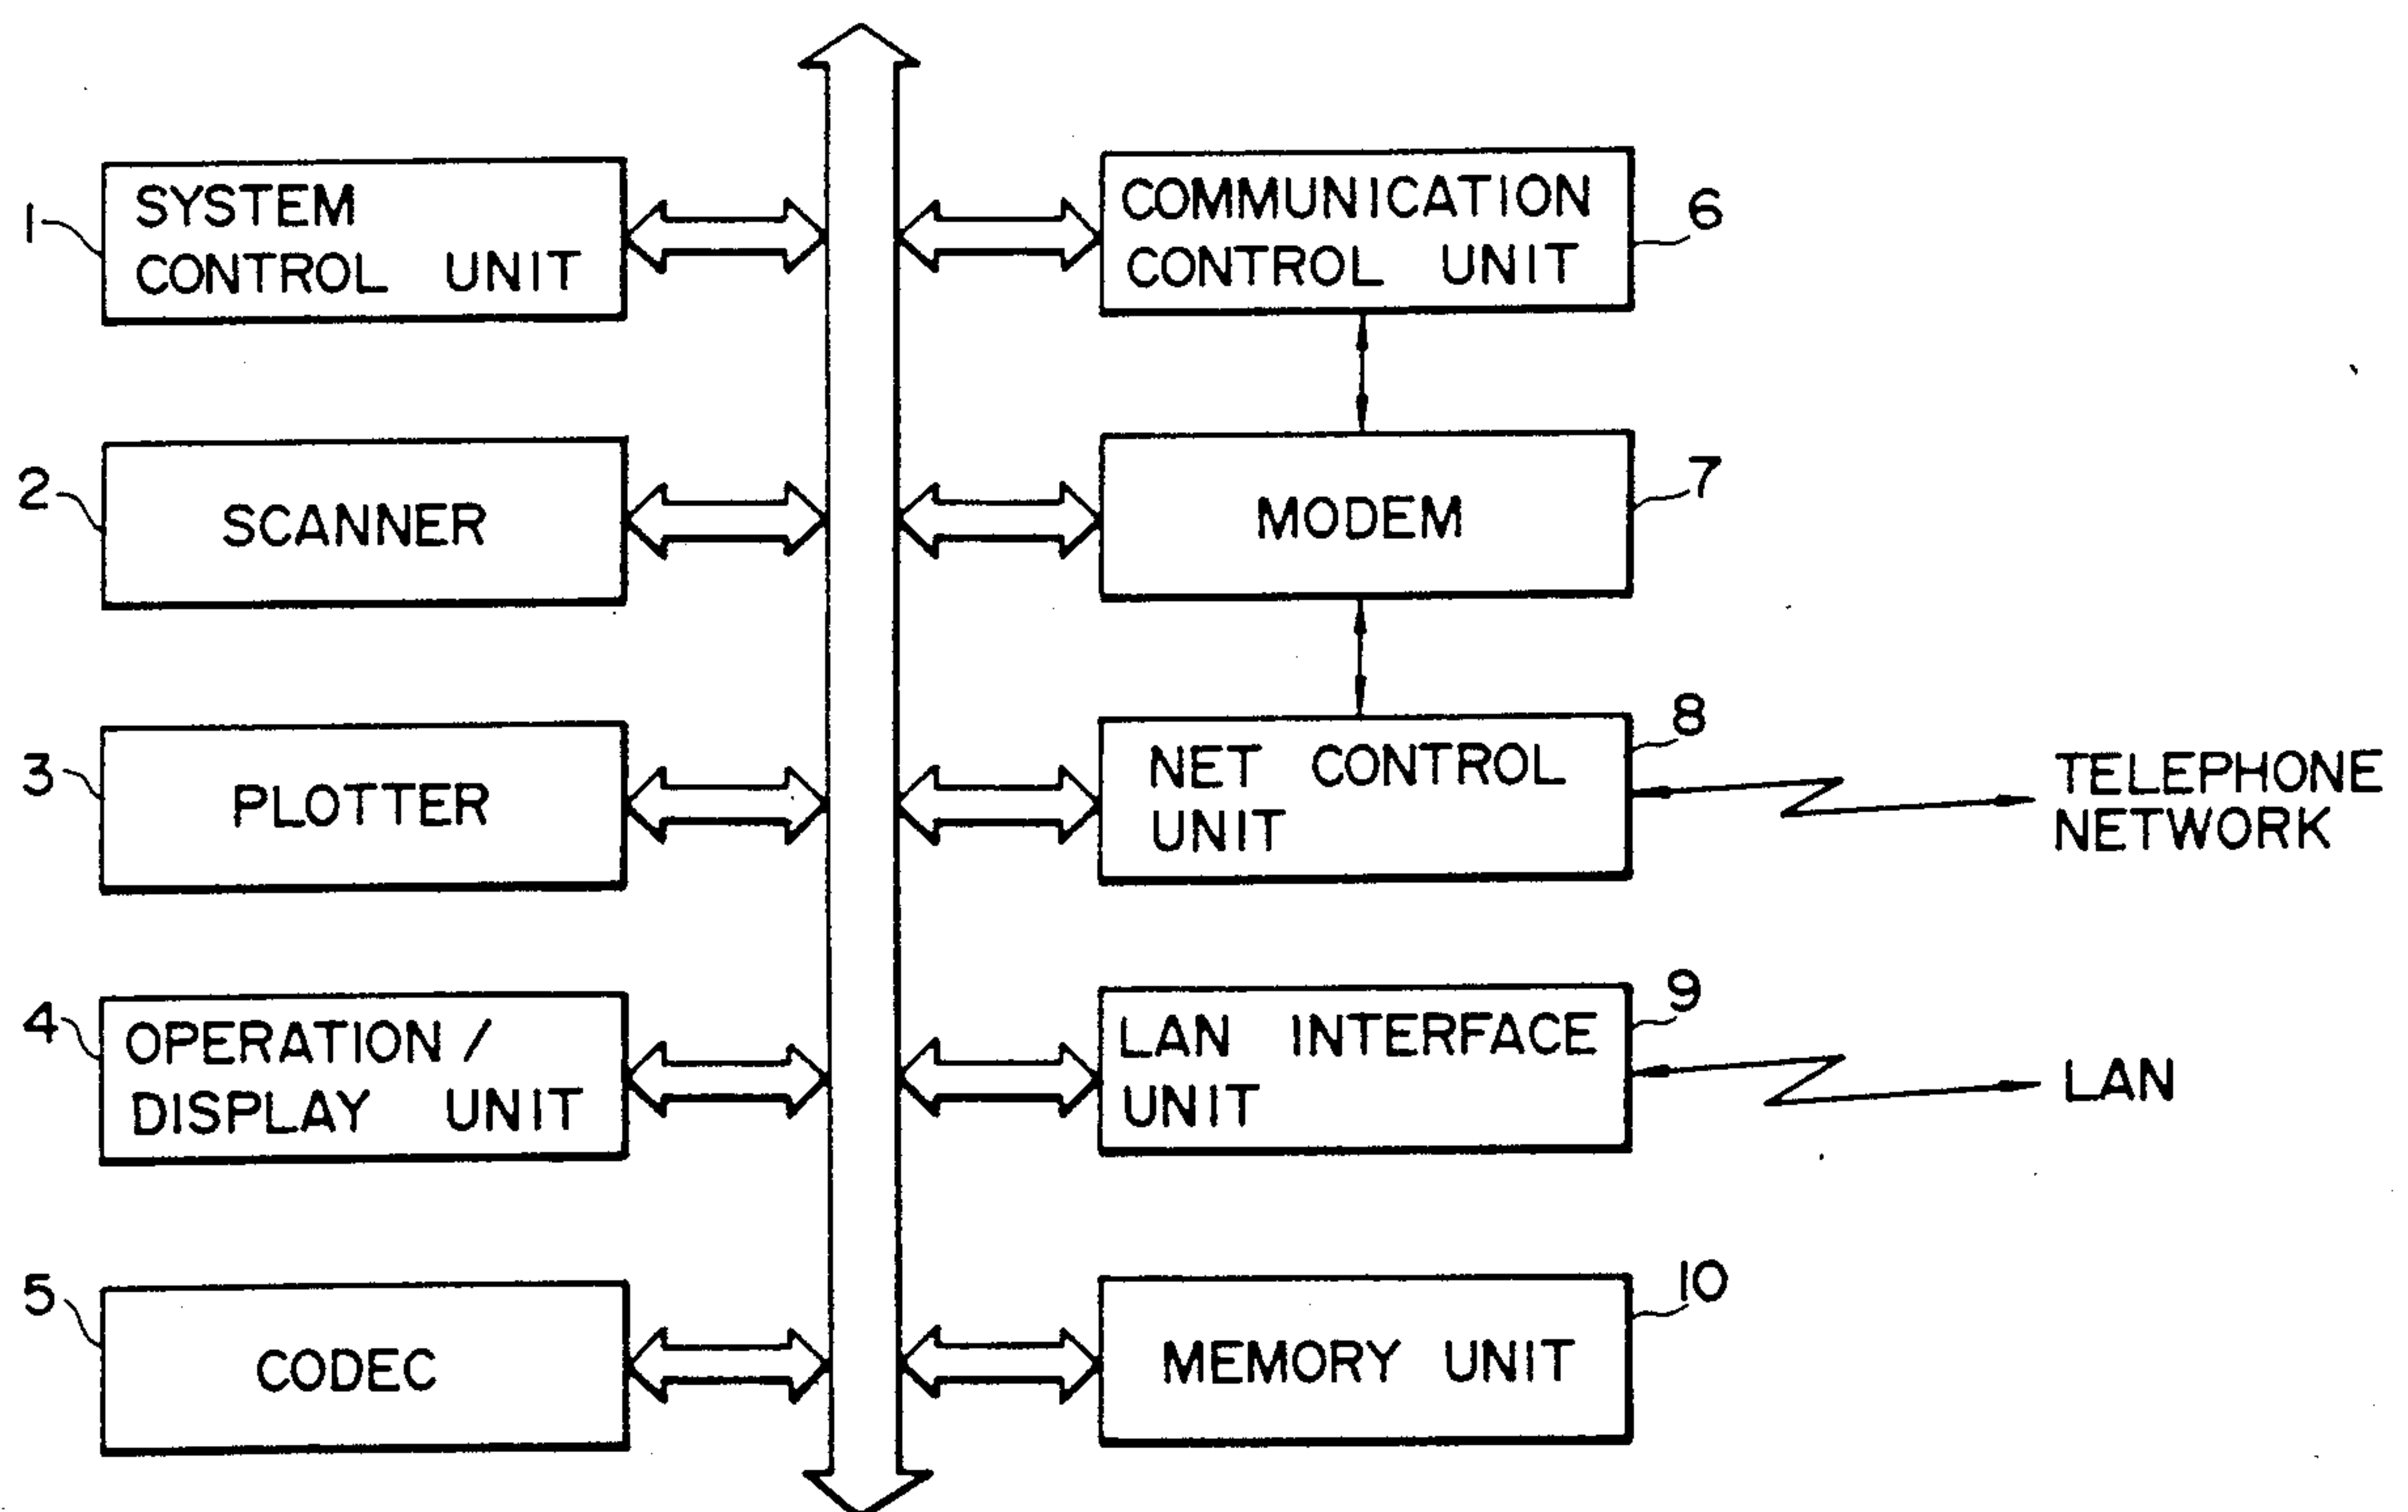 1
SYSTEM
CONTROL UNIT
2
SCANNER
3
PLOTTER
4
OPERATION /
DISPLAY UNIT
5
CODEC
COMMUNICATION
CONTROL UNIT
6
MODEM
7
NET CONTROL
UNIT
8
TELEPHONE
NETWORK
LAN INTERFACE
UNIT
9
LAN
MEMORY UNIT
10